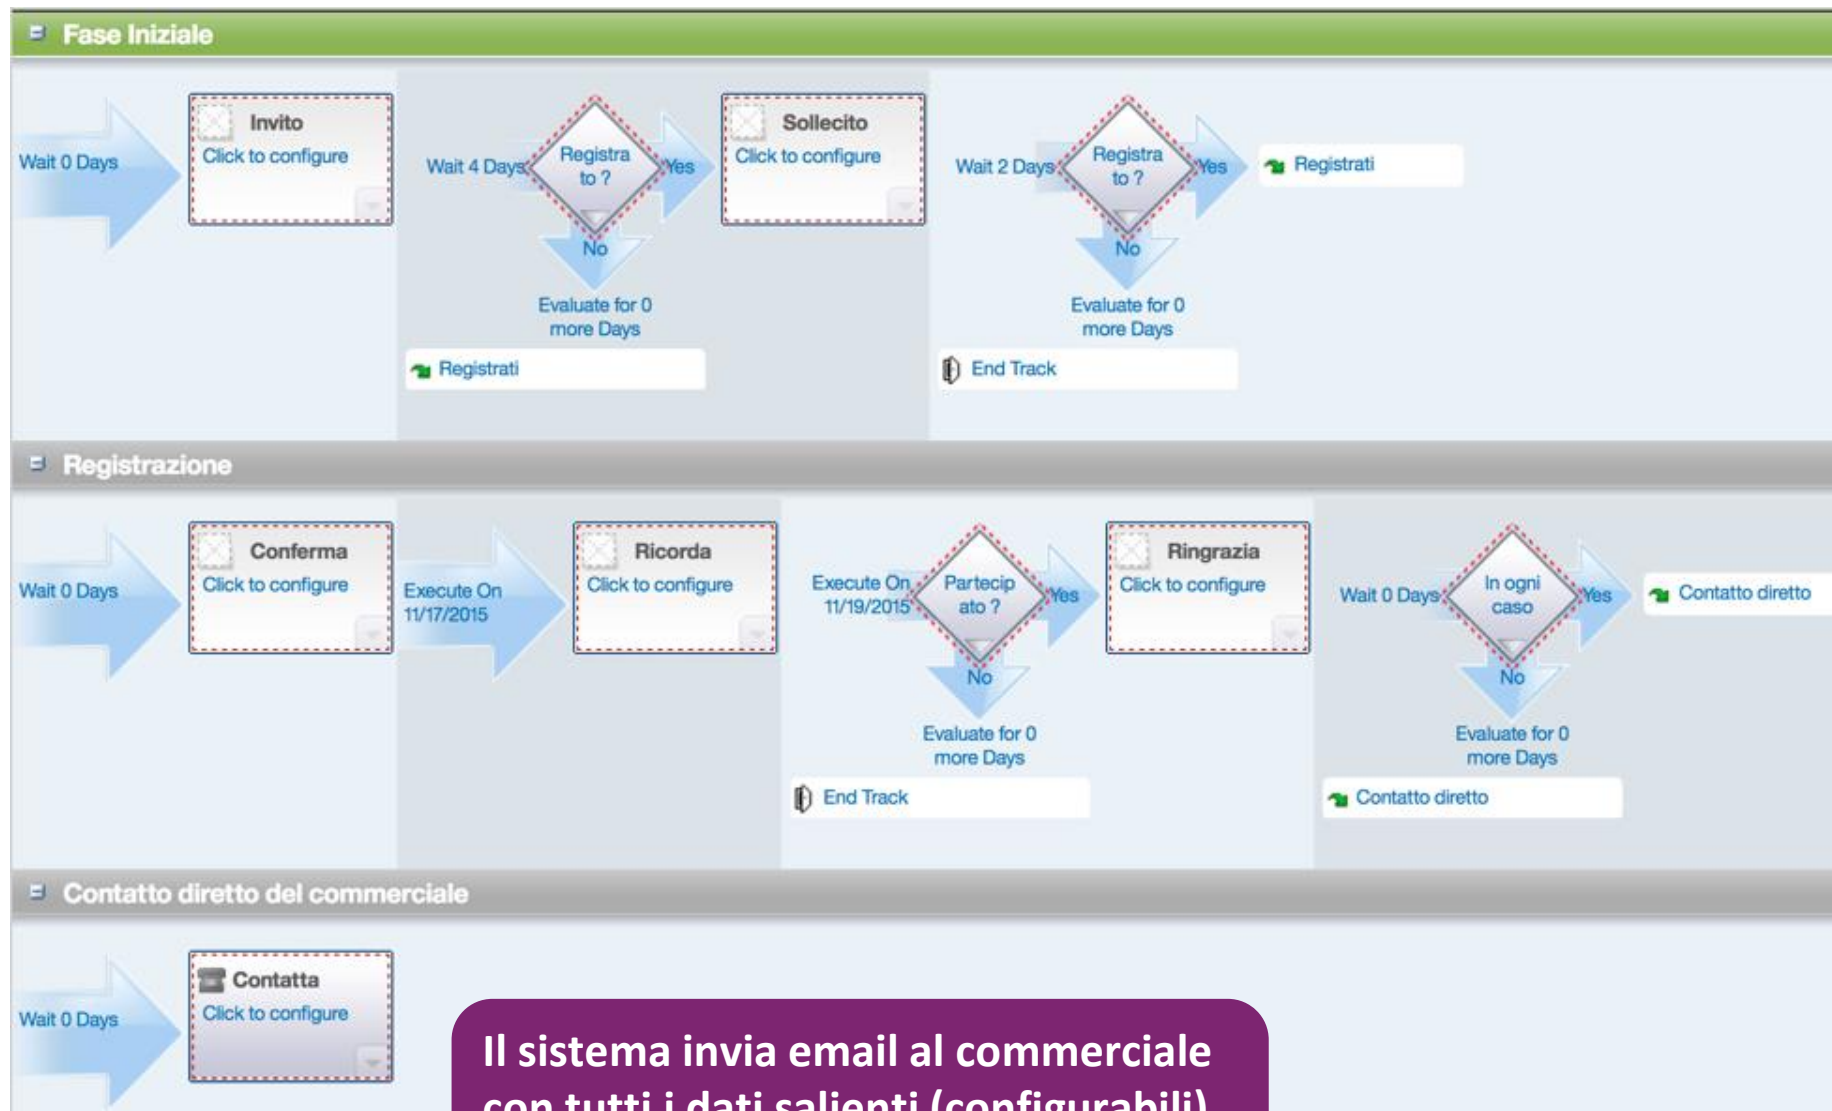 Fase Iniziale
Wait 0 Days
Invito
Click to configure
Wait 4 Days
Registra
to ?
Yes
No
Evaluate for 0
more Days
Registrati
Sollecito
Click to configure
Wait 2 Days
Registra
to ?
Yes
No
Evaluate for 0
more Days
End Track
Registrati
Registrazione
Wait 0 Days
Conferma
Click to configure
Execute On
11/17/2015
Ricorda
Click to configure
Execute On
11/19/2015
Partecip
ato ?
Yes
No
Evaluate for 0
more Days
End Track
Ringrazia
Click to configure
Wait 0 Days
In ogni
caso
Yes
No
Evaluate for 0
more Days
Contatto diretto
Contatto diretto
Contatto diretto del commerciale
Wait 0 Days
Contatta
Click to configure
Il sistema invia email al commerciale
con tutti i dati salienti (configurabili)